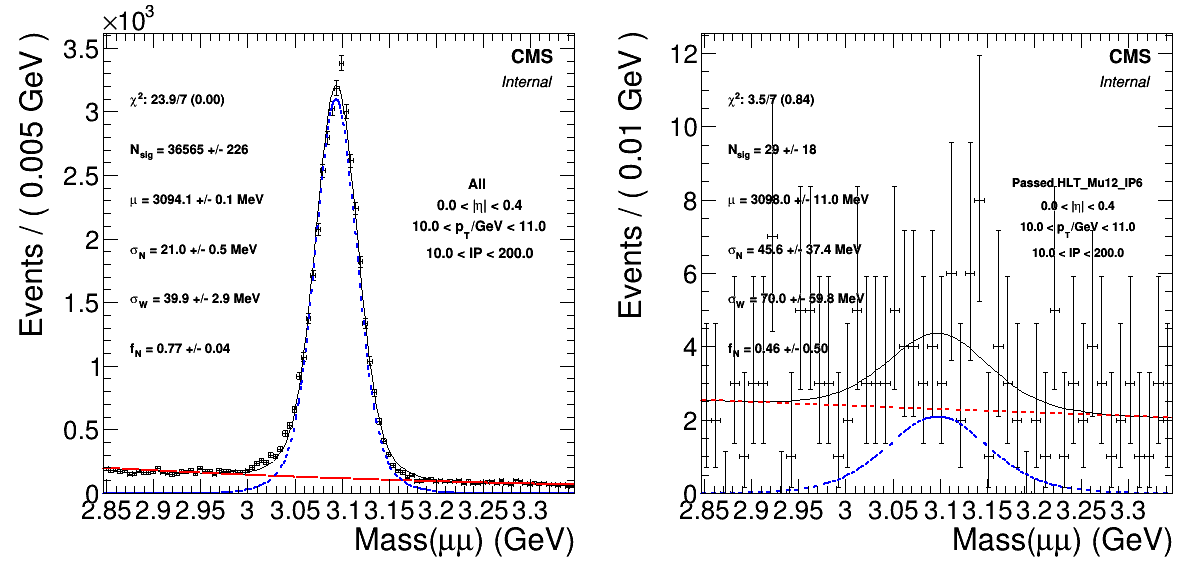 ×10³
Events / ( 0.005 GeV )
3.5
3
2.5
2
1.5
1
0.5
0
CMS
Internal
χ²: 23.9/7 (0.00)
N_sig = 36565 +/- 226
μ = 3094.1 +/- 0.1 MeV
σ_N = 21.0 +/- 0.5 MeV
σ_W = 39.9 +/- 2.9 MeV
f_N = 0.77 +/- 0.04
All
0.0 < |η| < 0.4
10.0 < p_T/GeV < 11.0
10.0 < IP < 200.0
2.85 2.9 2.95 3 3.05 3.1 3.15 3.2 3.25 3.3
Mass(μμ) (GeV)
Events / ( 0.01 GeV )
12
10
8
6
4
2
0
CMS
Internal
χ²: 3.5/7 (0.84)
N_sig = 29 +/- 18
μ = 3098.0 +/- 11.0 MeV
σ_N = 45.6 +/- 37.4 MeV
σ_W = 70.0 +/- 59.8 MeV
f_N = 0.46 +/- 0.50
Passed HLT_Mu12_IP6
0.0 < |η| < 0.4
10.0 < p_T/GeV < 11.0
10.0 < IP < 200.0
2.85 2.9 2.95 3 3.05 3.1 3.15 3.2 3.25 3.3
Mass(μμ) (GeV)